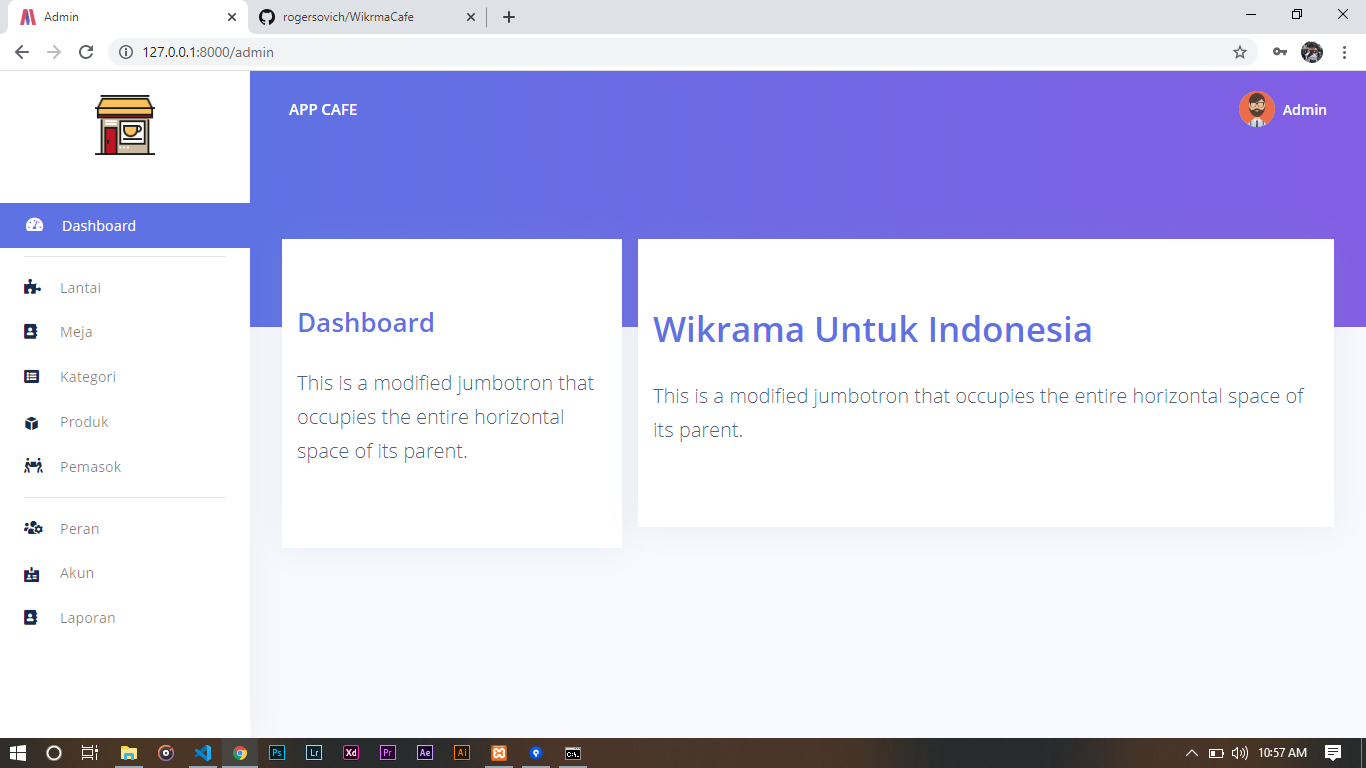 Admin
rogersovich/WikrmaCafe
127.0.0.1:8000/admin
APP CAFE
Admin
Dashboard
Lantai
Meja
Kategori
Produk
Pemasok
Peran
Akun
Laporan
Dashboard
This is a modified jumbotron that
occupies the entire horizontal
space of its parent.
Wikrama Untuk Indonesia
This is a modified jumbotron that occupies the entire horizontal space of
its parent.
Ps
Lr
Xd
Pr
Ae
Ai
C:\.
10:57 AM